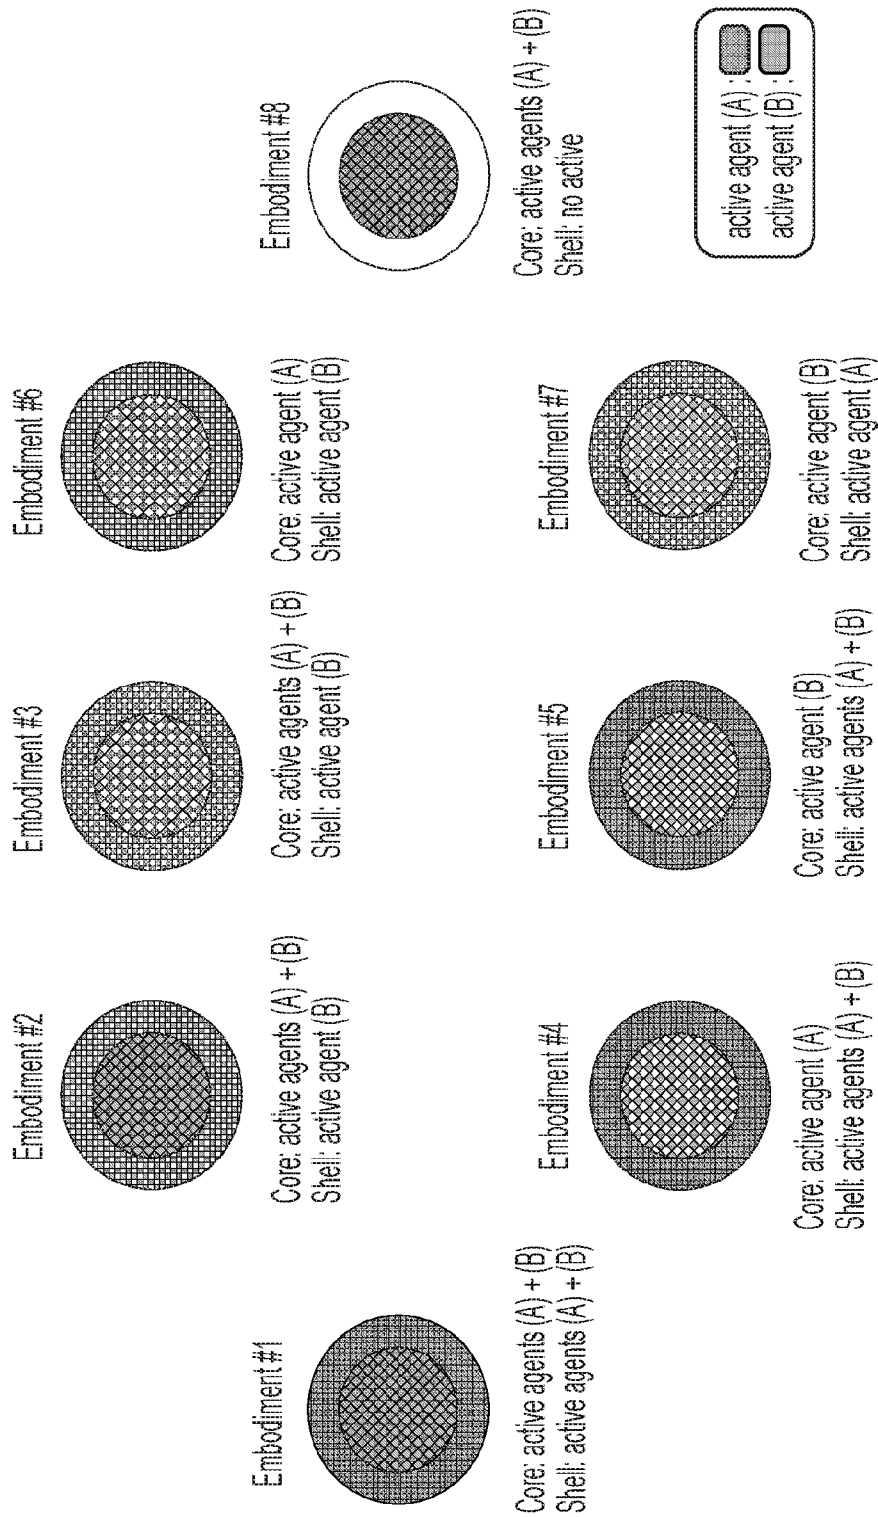 Embodiment #1
Core: active agents (A) + (B)
Shell: active agents (A) + (B)
Embodiment #2
Core: active agents (A) + (B)
Shell: active agent (B)
Embodiment #3
Core: active agents (A) + (B)
Shell: active agent (B)
Embodiment #6
Core: active agent (A)
Shell: active agent (B)
Embodiment #4
Core: active agent (A)
Shell: active agents (A) + (B)
Embodiment #5
Core: active agent (B)
Shell: active agents (A) + (B)
Embodiment #7
Core: active agent (B)
Shell: active agent (A)
Embodiment #8
Core: active agents (A) + (B)
Shell: no active
active agent (A) :
active agent (B) :